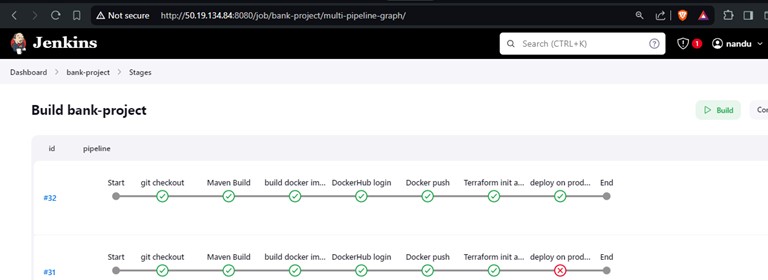 Not secure http://50.19.134.84:8080/job/bank-project/multi-pipeline-graph/
Jenkins Search (CTRL+K) ? 1 nandu
Dashboard > bank-project > Stages
Build bank-project Build Cor
id pipeline
Start git checkout Maven Build build docker im... DockerHub login Docker push Terraform init a... deploy on prod... End
#32
Start git checkout Maven Build build docker im... DockerHub login Docker push Terraform init a... deploy on prod... End
#31